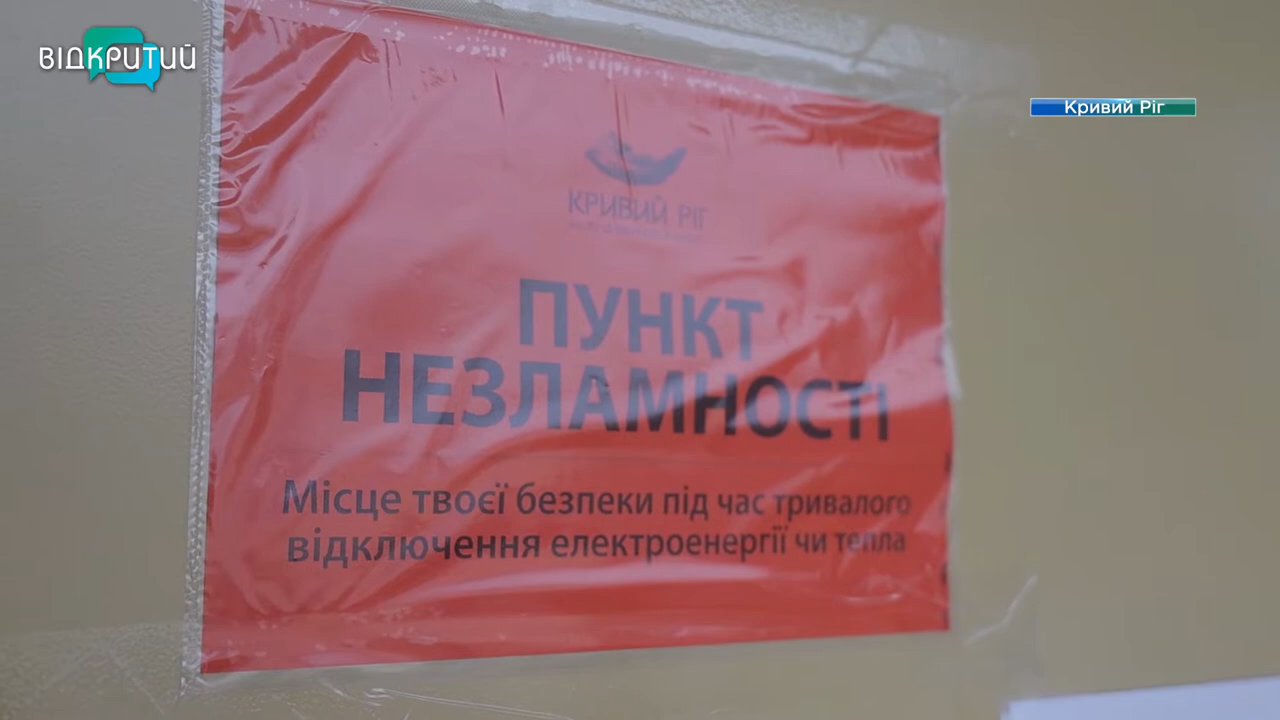 ВІДКРИТИЙ
Кривий Ріг
КРИВИЙ РІГ
ПУНКТ
НЕЗЛАМНОСТІ
Місце твоєї безпеки під час тривалого
відключення електроенергії чи тепла